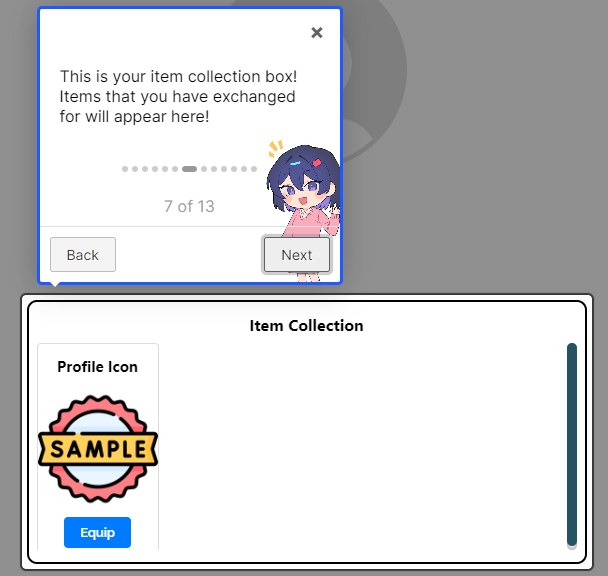 ×
This is your item collection box!
Items that you have exchanged
for will appear here!
7 of 13
Back
Next
Item Collection
Profile Icon
SAMPLE
Equip